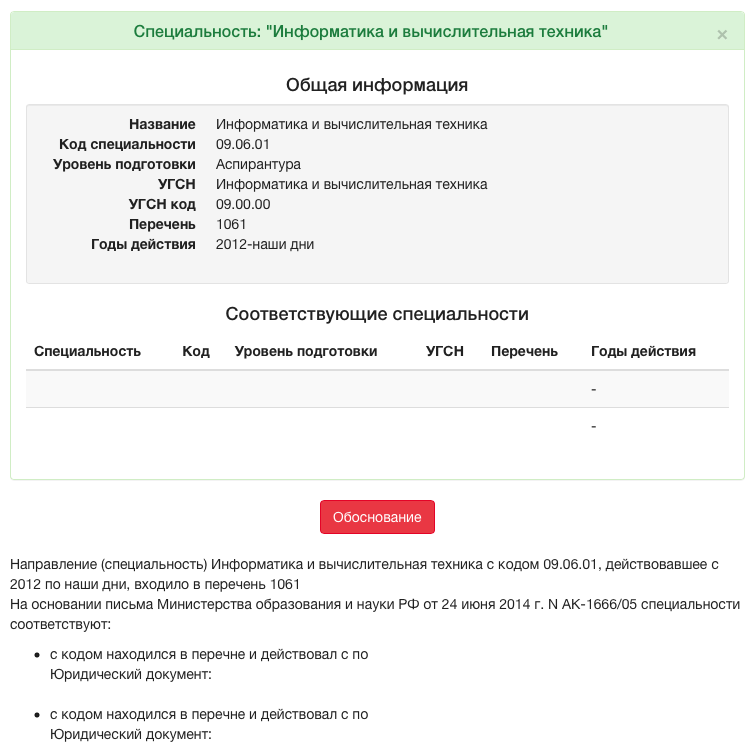 Специальность: "Информатика и вычислительная техника" ×
Общая информация
Название Информатика и вычислительная техника
Код специальности 09.06.01
Уровень подготовки Аспирантура
УГСН Информатика и вычислительная техника
УГСН код 09.00.00
Перечень 1061
Годы действия 2012-наши дни
Соответствующие специальности
Специальность Код Уровень подготовки УГСН Перечень Годы действия
-
-
Обоснование
Направление (специальность) Информатика и вычислительная техника с кодом 09.06.01, действовавшее с
2012 по наши дни, входило в перечень 1061
На основании письма Министерства образования и науки РФ от 24 июня 2014 г. N АК-1666/05 специальности
соответствуют:
• с кодом находился в перечне и действовал с по
Юридический документ:
• с кодом находился в перечне и действовал с по
Юридический документ: